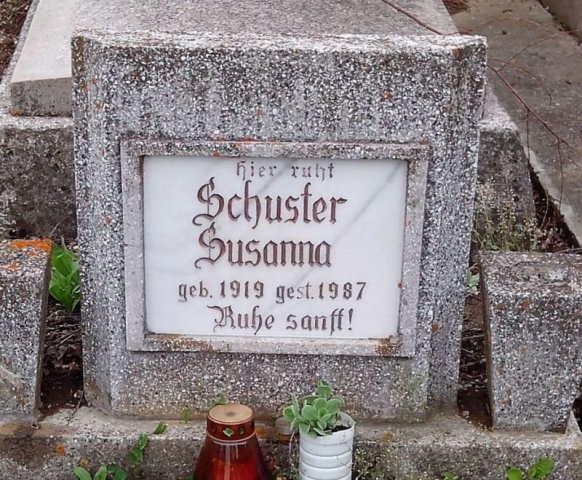 Hier ruht
Schuster
Susanna
geb. 1919 gest. 1987
Ruhe sanft!